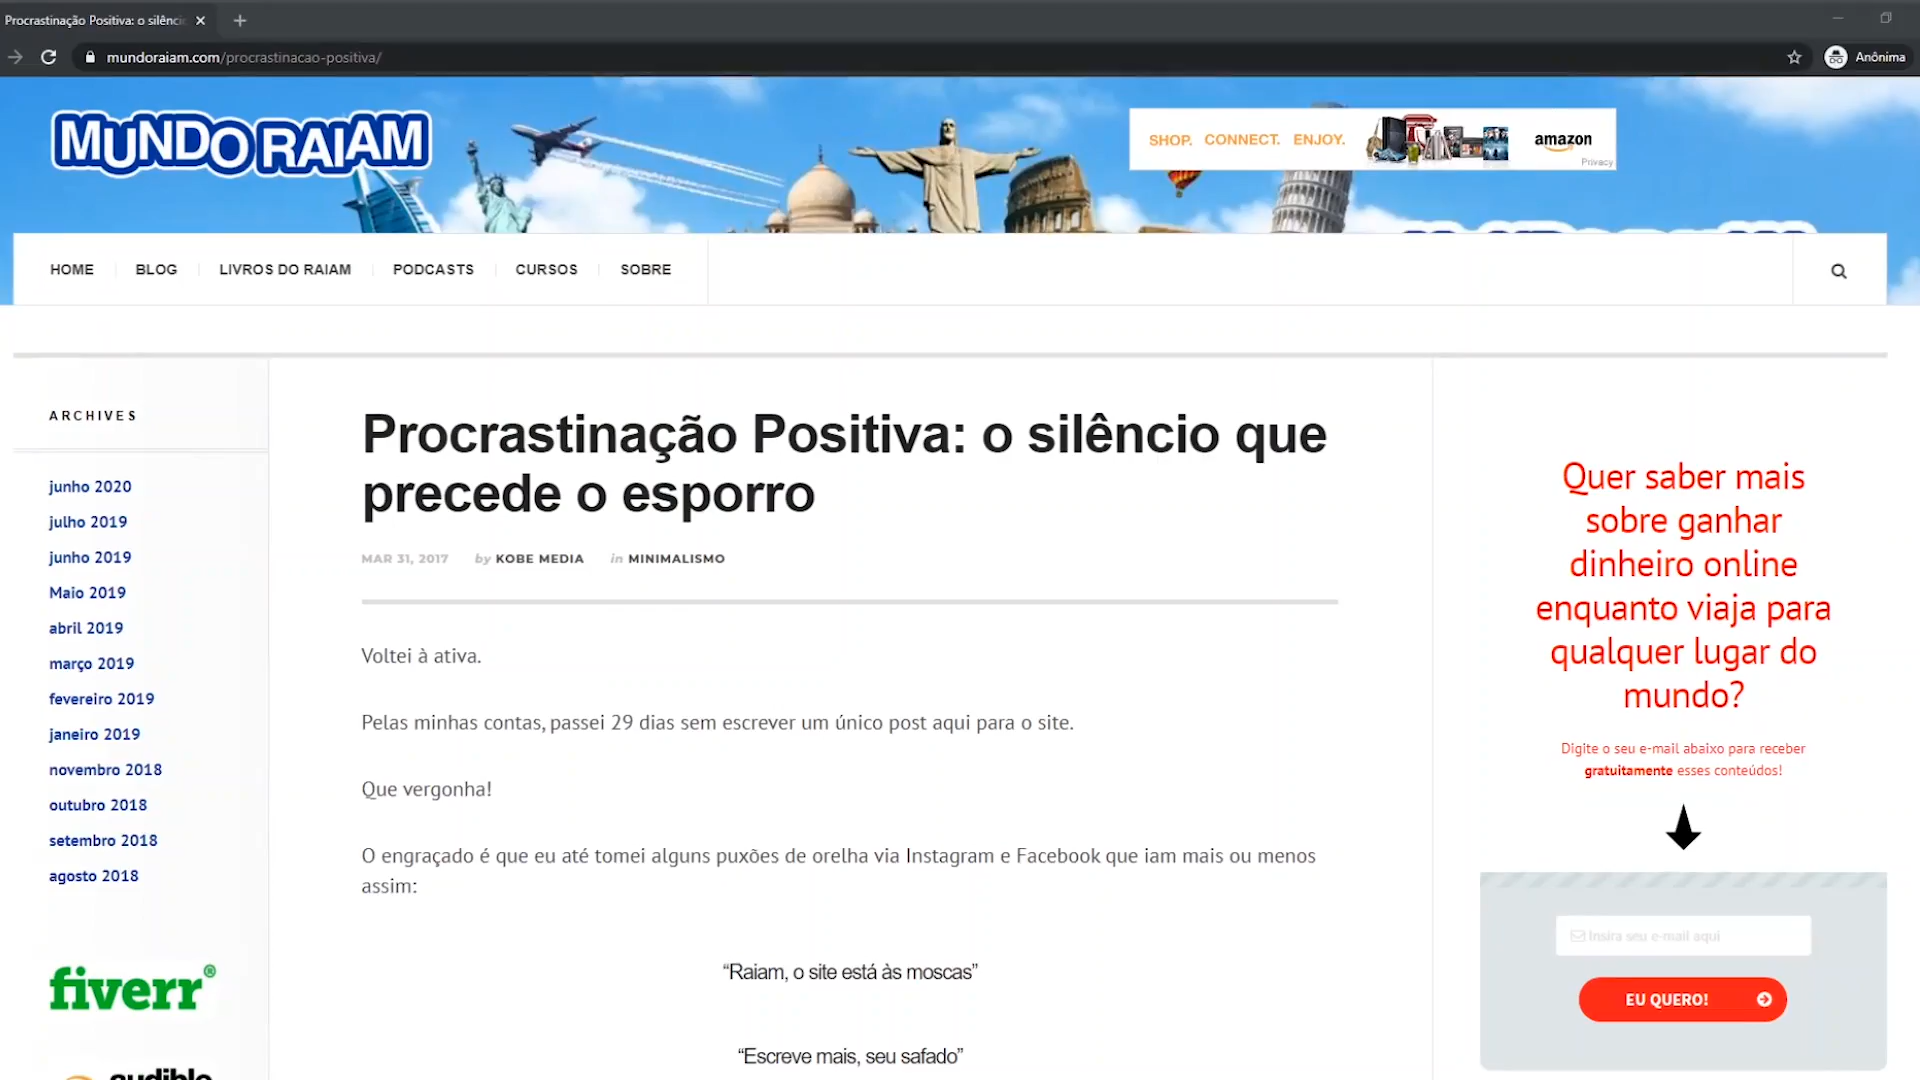 Procrastinação Positiva: o silênci
mundoraiam.com/procrastinacao-positiva/
Anônima
MUNDO RAIAM
SHOP. CONNECT. ENJOY.
amazon
Privacy
HOME
BLOG
LIVROS DO RAIAM
PODCASTS
CURSOS
SOBRE
ARCHIVES
junho 2020
julho 2019
junho 2019
Maio 2019
abril 2019
março 2019
fevereiro 2019
janeiro 2019
novembro 2018
outubro 2018
setembro 2018
agosto 2018
fiverr®
audible
Procrastinação Positiva: o silêncio que
precede o esporro
MAR 31, 2017 by KOBE MEDIA in MINIMALISMO
Voltei à ativa.
Pelas minhas contas, passei 29 dias sem escrever um único post aqui para o site.
Que vergonha!
O engraçado é que eu até tomei alguns puxões de orelha via Instagram e Facebook que iam mais ou menos
assim:
“Raiam, o site está às moscas”
“Escreve mais, seu safado”
Quer saber mais
sobre ganhar
dinheiro online
enquanto viaja para
qualquer lugar do
mundo?
Digite o seu e-mail abaixo para receber
gratuitamente esses conteúdos!
Insira seu e-mail aqui
EU QUERO!